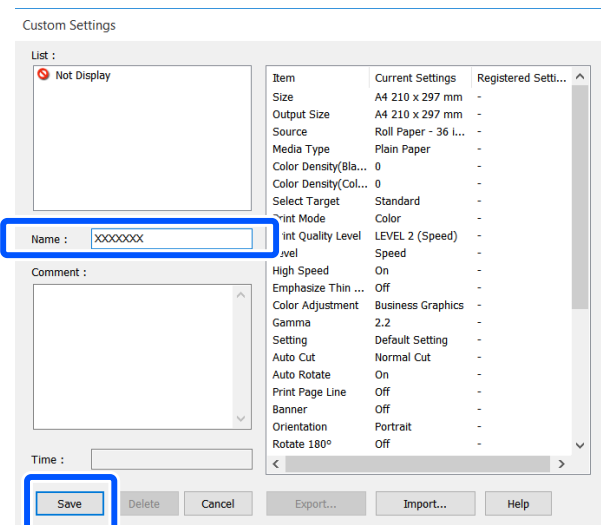 Custom Settings
List :
Not Display
Item Current Settings Registered Setti...
Size A4 210 x 297 mm -
Output Size A4 210 x 297 mm -
Source Roll Paper - 36 i... -
Media Type Plain Paper -
Color Density(Bla... 0 -
Color Density(Col... 0 -
Select Target Standard -
Print Mode Color -
Name : XXXXXXX
Print Quality Level LEVEL 2 (Speed) -
Level Speed -
Comment :
High Speed On -
Emphasize Thin ... Off -
Color Adjustment Business Graphics -
Gamma 2.2 -
Setting Default Setting -
Auto Cut Normal Cut -
Auto Rotate On -
Print Page Line Off -
Banner Off -
Orientation Portrait -
Rotate 180° Off -
Time :
Save Delete Cancel Export... Import... Help